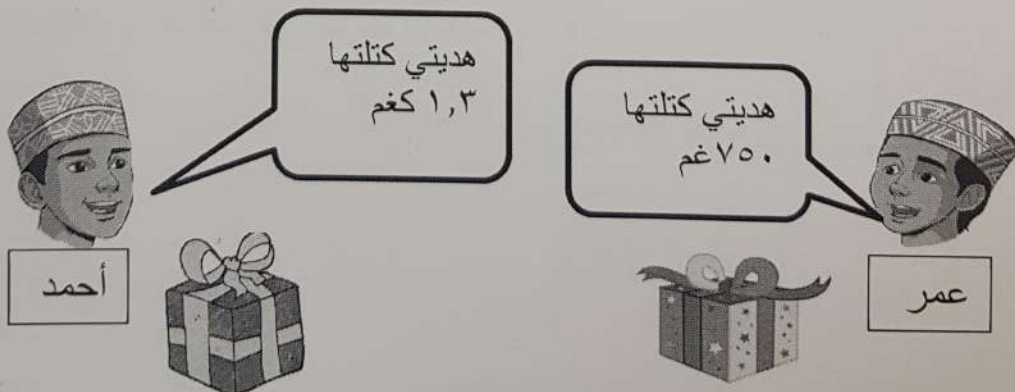 هديتي كتلتها
٧٥٠غم
هديتي كتلتها
١,٣ كغم
عمر
أحمد